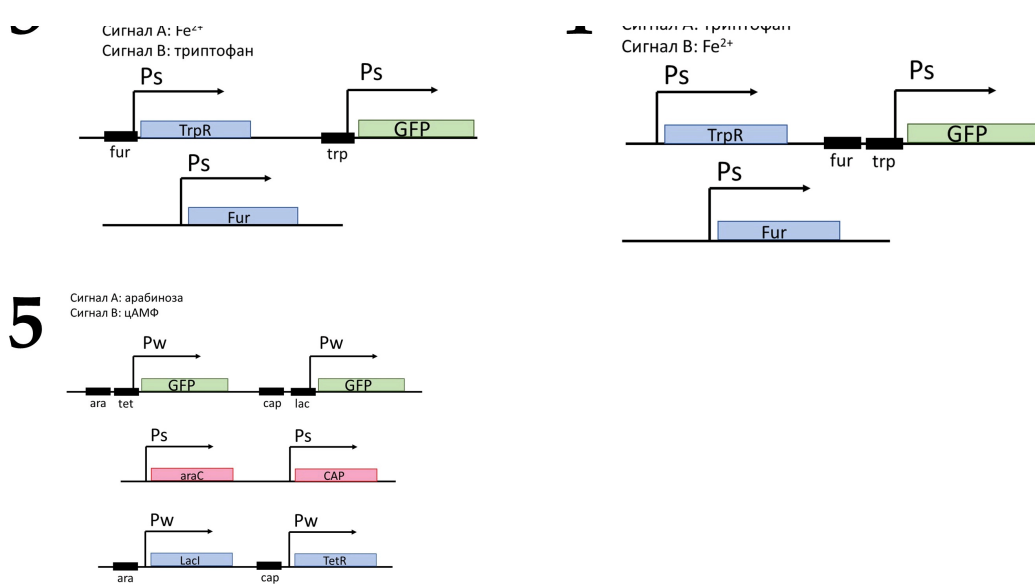 Сигнал А: Fe²⁺
Сигнал В: триптофан
Ps
Ps
TrpR
GFP
fur
trp
Ps
Fur
Сигнал А: триптофан
Сигнал В: Fe²⁺
Ps
Ps
TrpR
GFP
fur
trp
Ps
Fur
5
Сигнал А: арабиноза
Сигнал В: цАМФ
Pw
Pw
GFP
GFP
ara
tet
cap
lac
Ps
Ps
araC
CAP
Pw
Pw
LacI
TetR
ara
cap